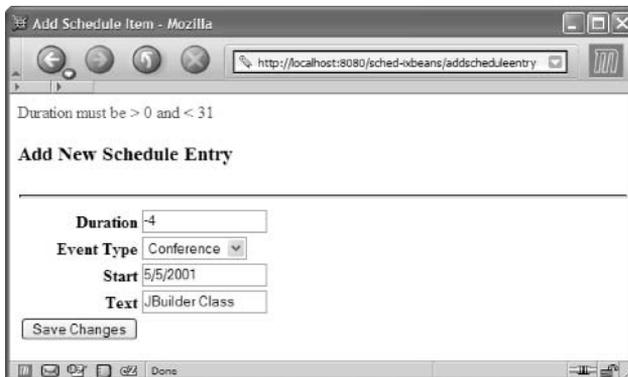 Add Schedule Item - Mozilla
http://localhost:8080/sched-ixbeans/addscheduleentry
Duration must be > 0 and < 31
Add New Schedule Entry
Duration -4
Event Type Conference
Start 5/5/2001
Text JBuilder Class
Save Changes
Done